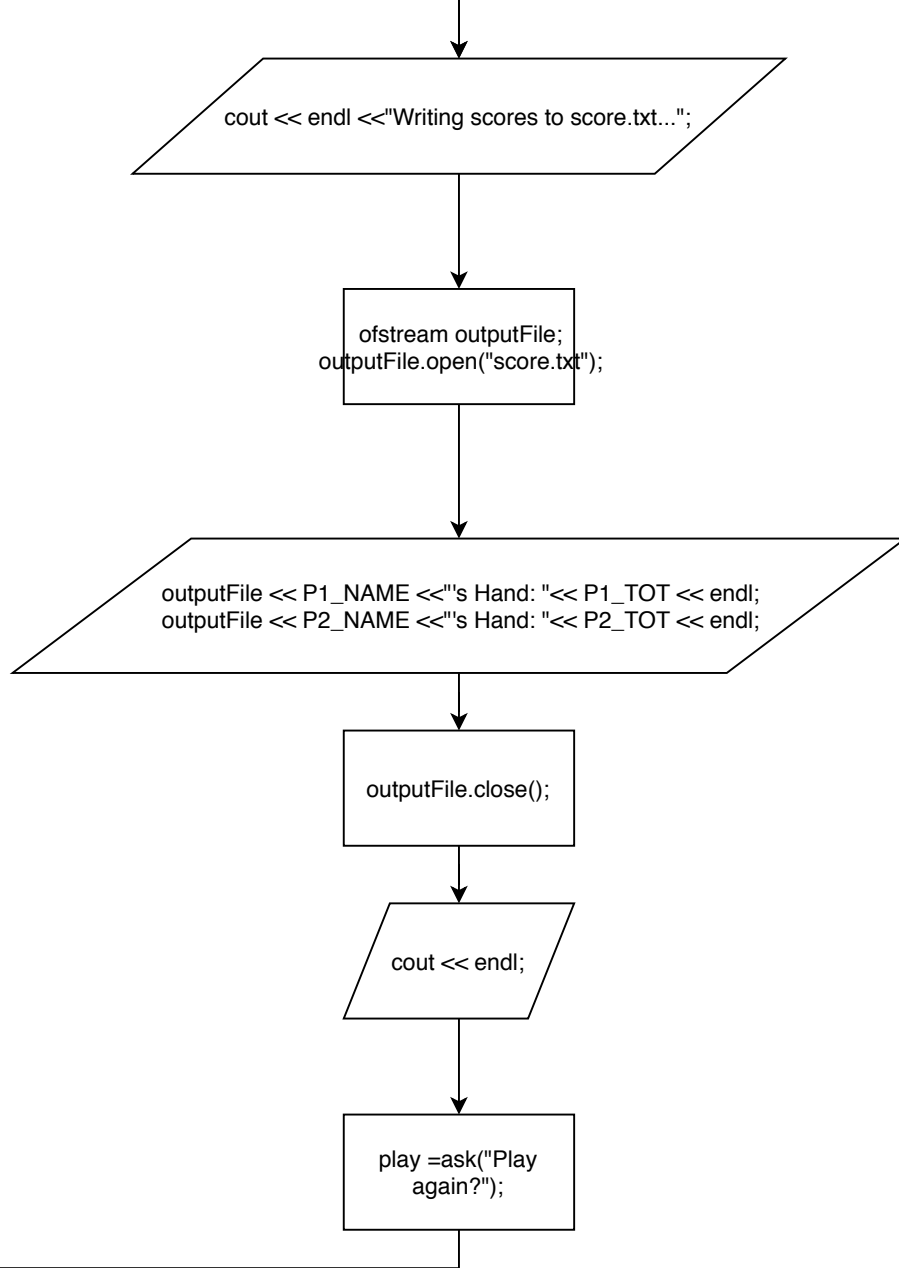 cout << endl <<"Writing scores to score.txt...";
ofstream outputFile;
outputFile.open("score.txt");
outputFile << P1_NAME <<"'s Hand: "<< P1_TOT << endl;
outputFile << P2_NAME <<"'s Hand: "<< P2_TOT << endl;
outputFile.close();
cout << endl;
play =ask("Play
again?");